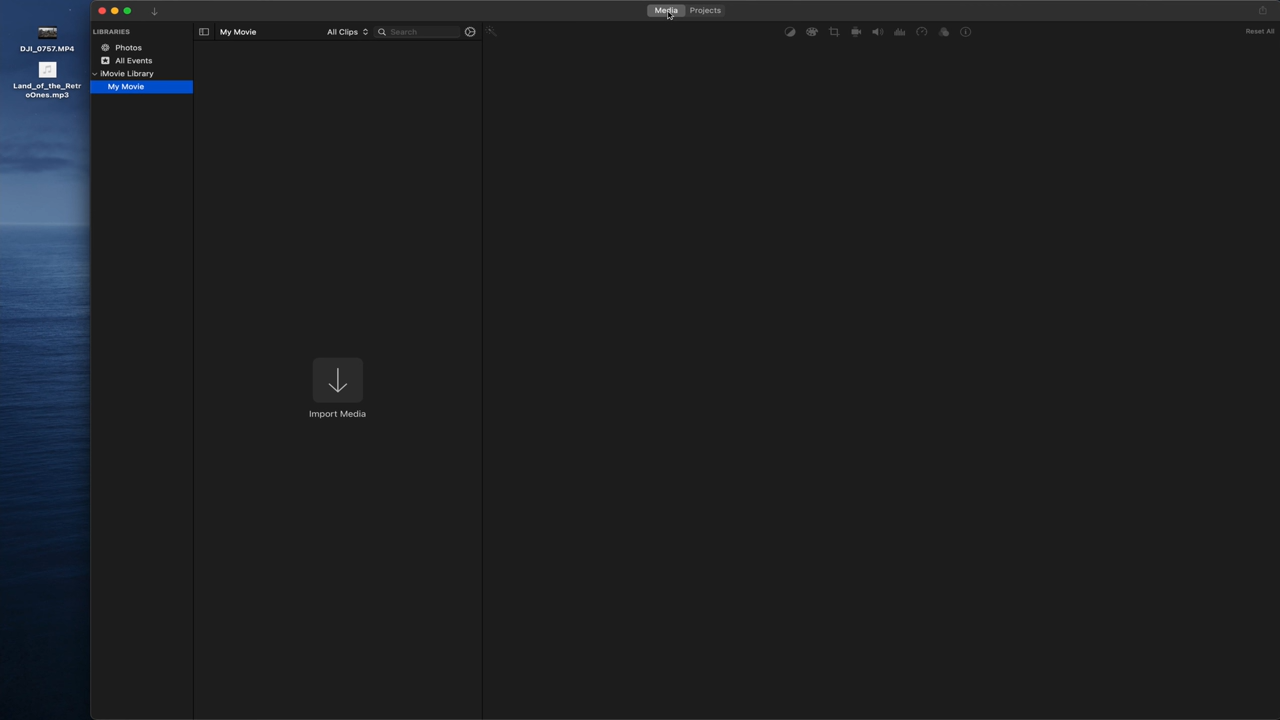 Media
Projects
DJI_0757.MP4
Land_of_the_Retr
oOnes.mp3
LIBRARIES
Photos
All Events
iMovie Library
My Movie
My Movie
All Clips
Search
Reset All
Import Media